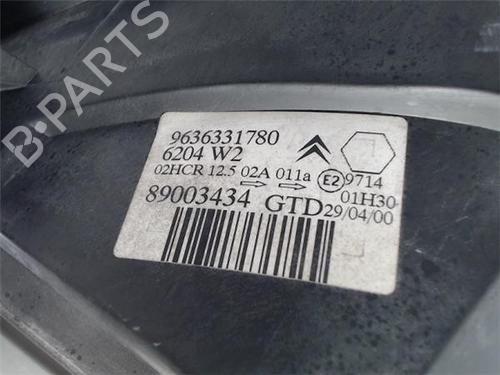 B-PARTS
9636331780
6204 W2
02HCR 12.5 02A 011a E2 9714
01H30
89003434 GTD 29/04/00